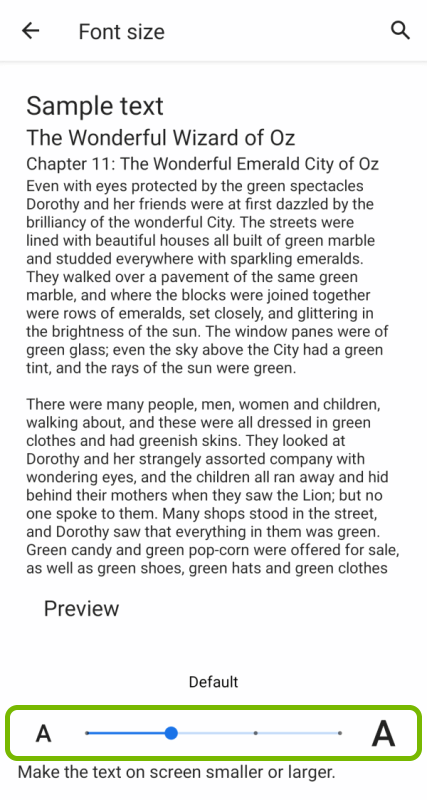 Font size
Sample text
The Wonderful Wizard of Oz
Chapter 11: The Wonderful Emerald City of Oz
Even with eyes protected by the green spectacles
Dorothy and her friends were at first dazzled by the
brilliancy of the wonderful City. The streets were
lined with beautiful houses all built of green marble
and studded everywhere with sparkling emeralds.
They walked over a pavement of the same green
marble, and where the blocks were joined together
were rows of emeralds, set closely, and glittering in
the brightness of the sun. The window panes were of
green glass; even the sky above the City had a green
tint, and the rays of the sun were green.
There were many people, men, women and children,
walking about, and these were all dressed in green
clothes and had greenish skins. They looked at
Dorothy and her strangely assorted company with
wondering eyes, and the children all ran away and hid
behind their mothers when they saw the Lion; but no
one spoke to them. Many shops stood in the street,
and Dorothy saw that everything in them was green.
Green candy and green pop-corn were offered for sale,
as well as green shoes, green hats and green clothes
Preview
Default
A A
Make the text on screen smaller or larger.